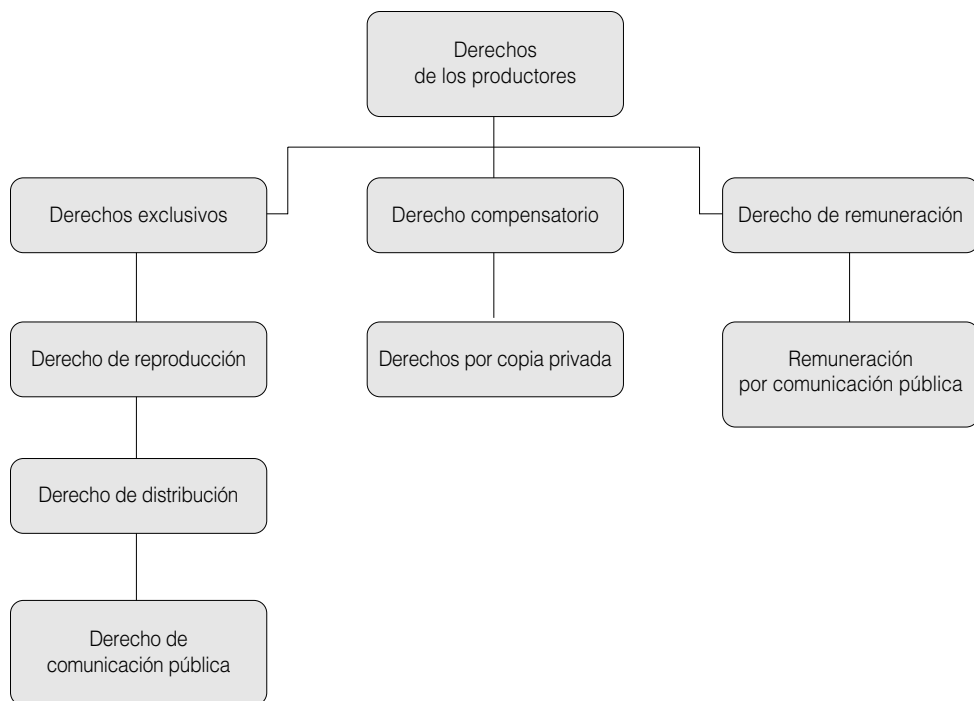 Derechos
de los productores
Derechos exclusivos
Derecho compensatorio
Derecho de remuneración
Derecho de reproducción
Derechos por copia privada
Remuneración
por comunicación pública
Derecho de distribución
Derecho de
comunicación pública